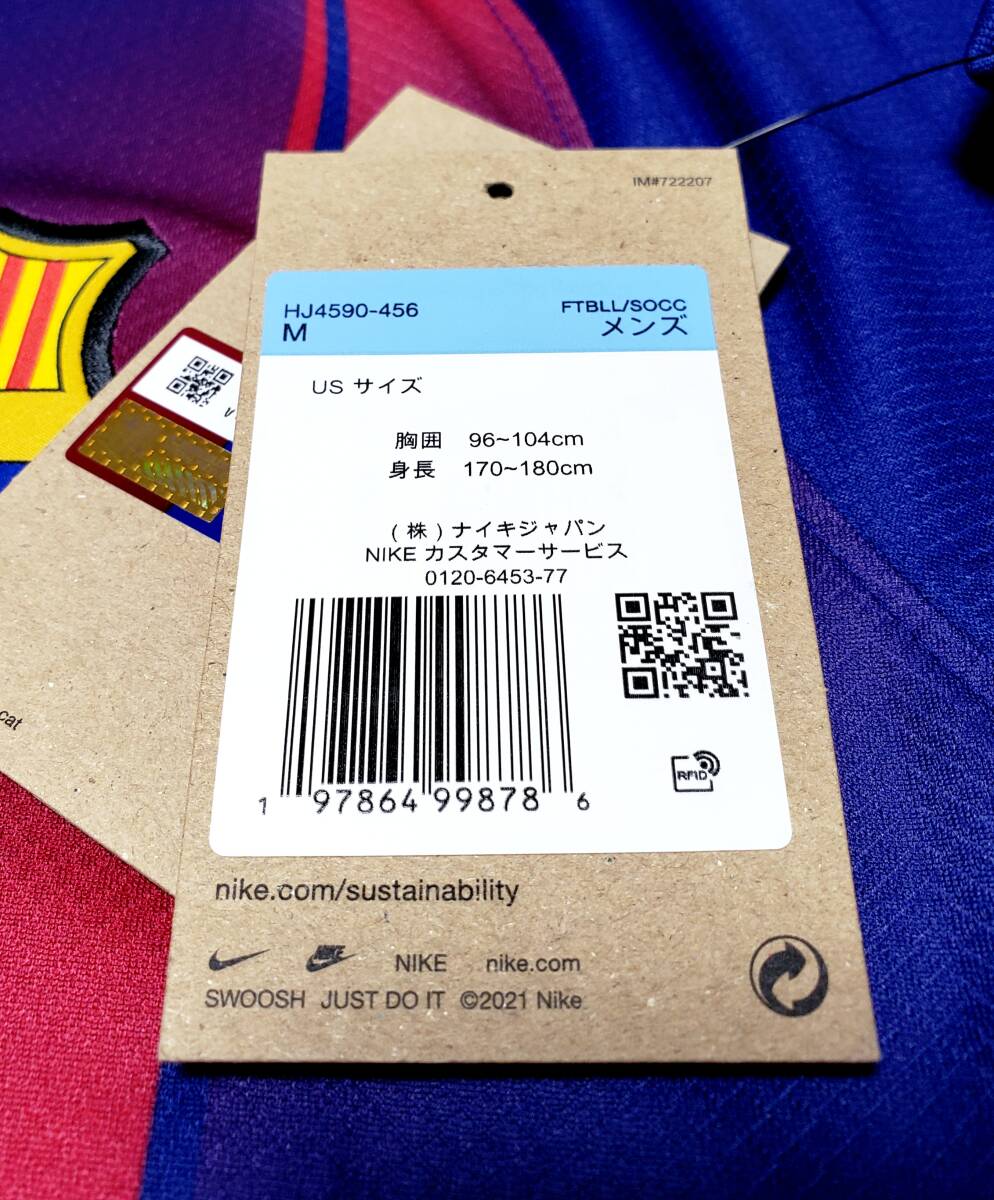 IM#722207
HJ4590-456 FTBLL/SOCC
M メンズ
US サイズ
胸囲 96~104cm
身長 170~180cm
(株)ナイキジャパン
NIKE カスタマーサービス
0120-6453-77
RFID
1 97864 99878 6
nike.com/sustainability
NIKE nike.com
SWOOSH JUST DO IT ©2021 Nike
cat